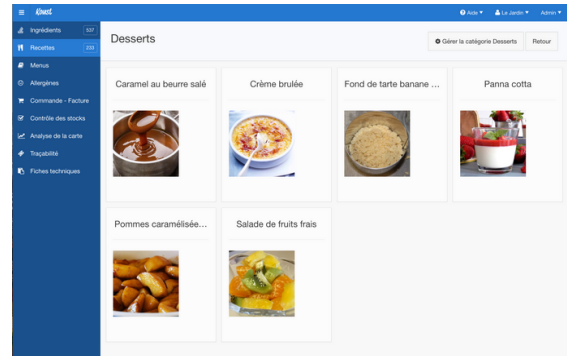 Koust
Aide
Le Jardin
Admin
Ingrédients 537
Recettes 233
Menus
Allergènes
Commande - Facture
Contrôle des stocks
Analyse de la carte
Traçabilité
Fiches techniques
Desserts
Gérer la catégorie Desserts
Retour
Caramel au beurre salé
Crème brulée
Fond de tarte banane ...
Panna cotta
Pommes caramélisée...
Salade de fruits frais